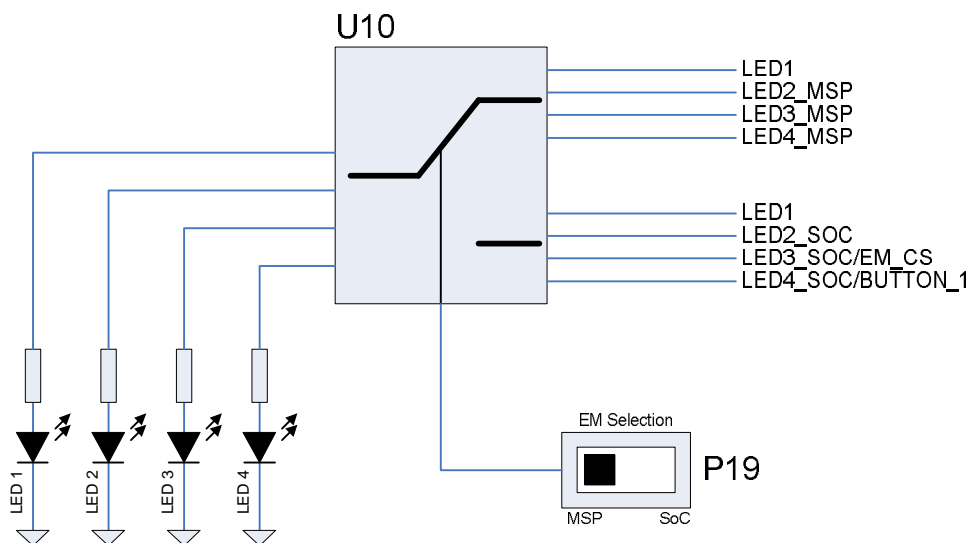 U10
LED1
LED2_MSP
LED3_MSP
LED4_MSP
LED1
LED2_SOC
LED3_SOC/EM_CS
LED4_SOC/BUTTON_1
LED 1
LED 2
LED 3
LED 4
EM Selection
P19
MSP
SoC